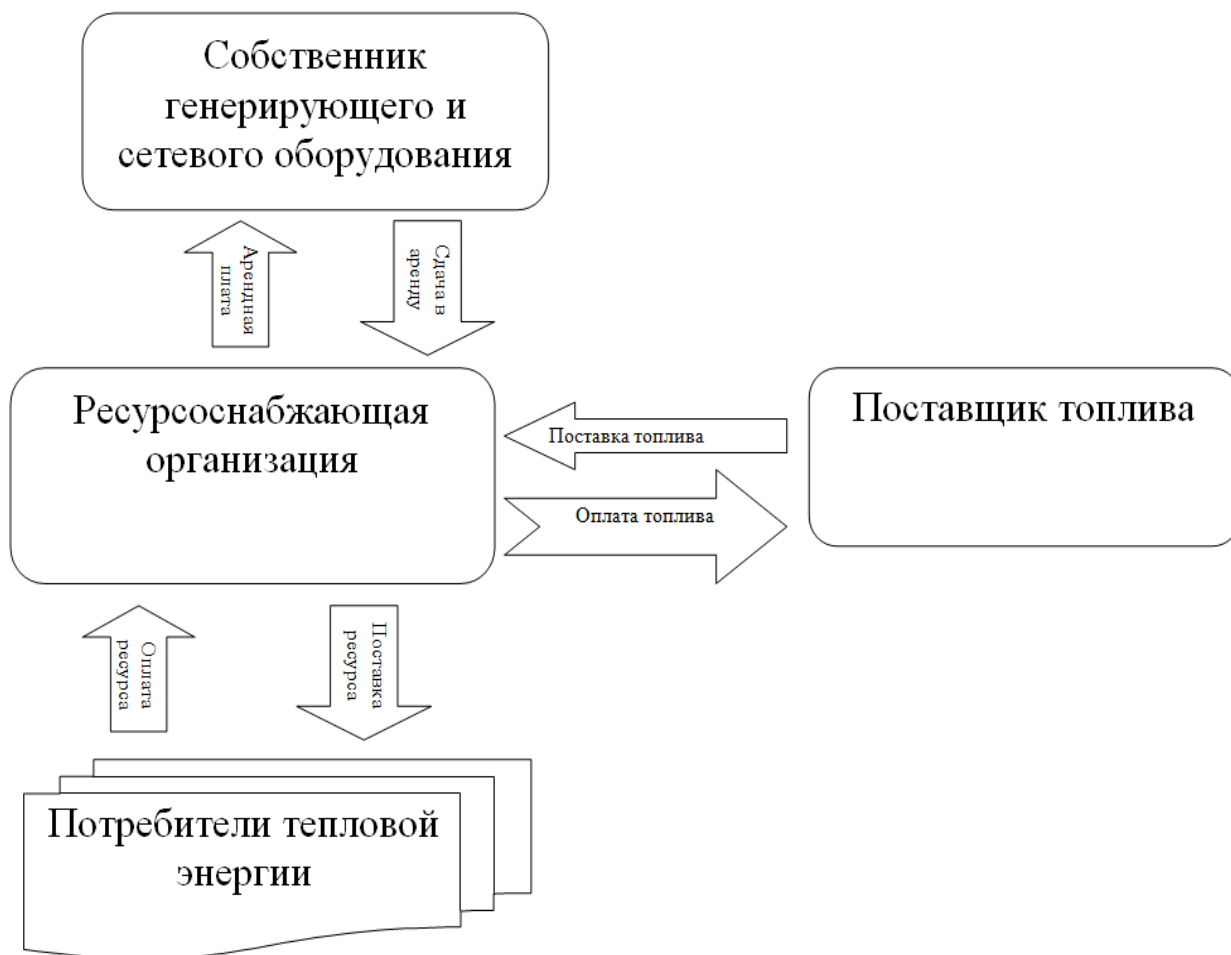 Собственник
генерирующего и
сетевого оборудования
Арендная
плата
Сдача в
аренду
Ресурсоснабжающая
организация
Поставка топлива
Оплата топлива
Поставщик топлива
Оплата
ресурса
Поставка
ресурса
Потребители тепловой
энергии